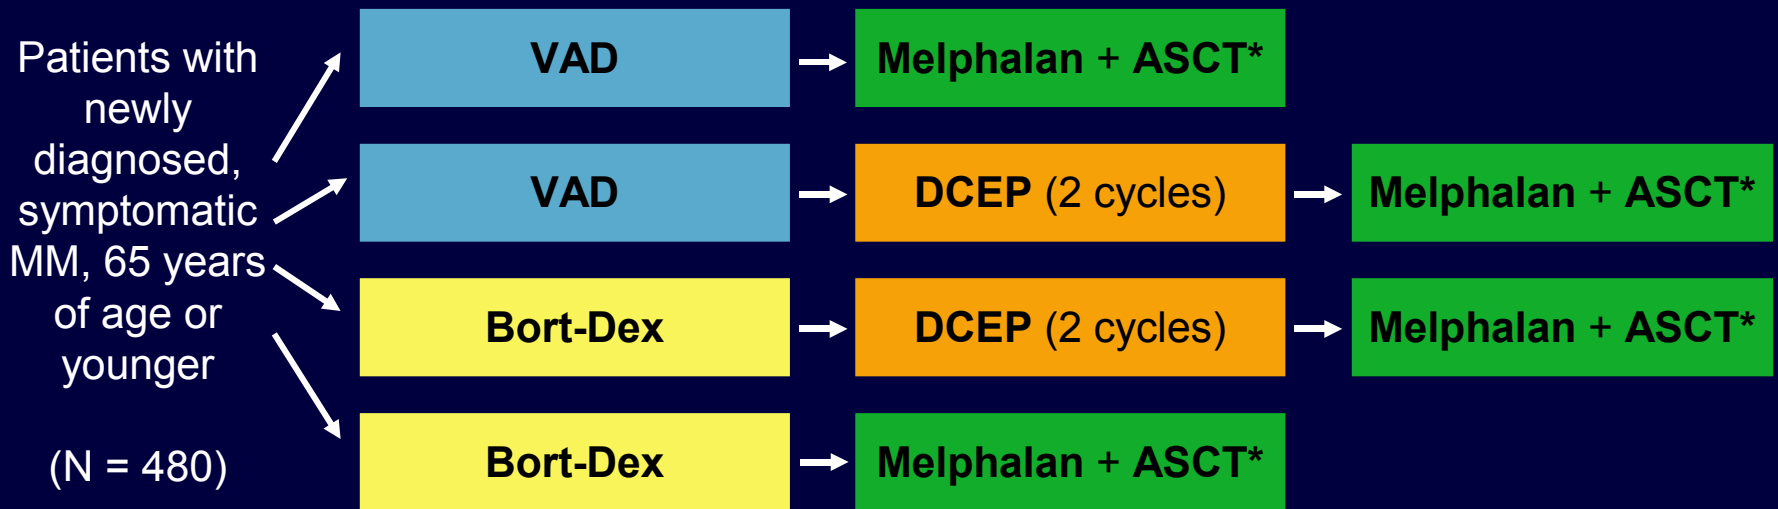 Patients with
newly
diagnosed,
symptomatic
MM, 65 years
of age or
younger
(N = 480)
VAD
Melphalan + ASCT*
VAD
DCEP (2 cycles)
Melphalan + ASCT*
Bort-Dex
DCEP (2 cycles)
Melphalan + ASCT*
Bort-Dex
Melphalan + ASCT*